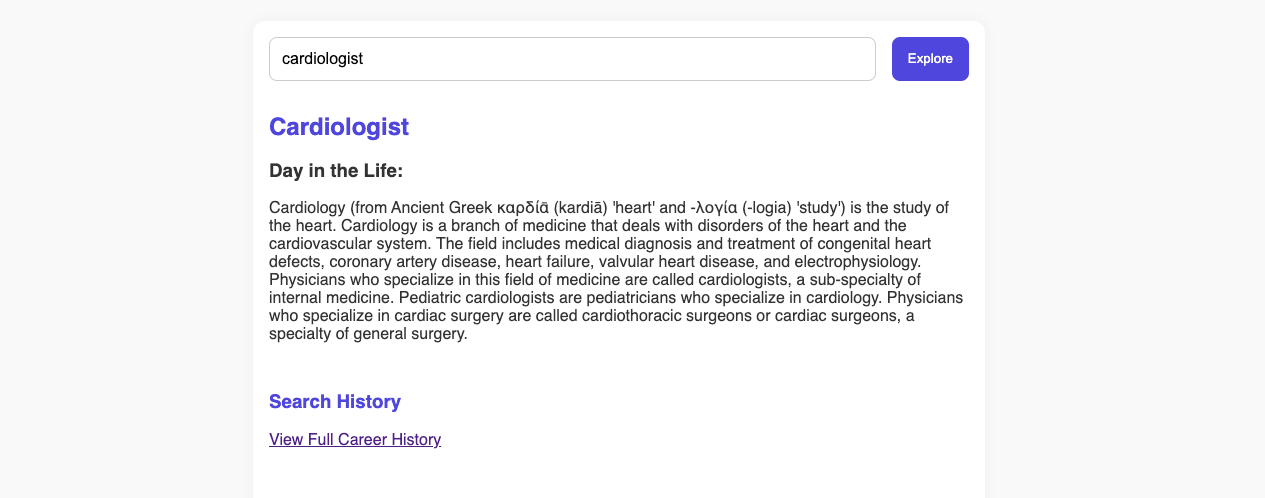 cardiologist
Explore
Cardiologist
Day in the Life:
Cardiology (from Ancient Greek καρδίᾱ (kardiā) 'heart' and -λογία (-logia) 'study') is the study of
the heart. Cardiology is a branch of medicine that deals with disorders of the heart and the
cardiovascular system. The field includes medical diagnosis and treatment of congenital heart
defects, coronary artery disease, heart failure, valvular heart disease, and electrophysiology.
Physicians who specialize in this field of medicine are called cardiologists, a sub-specialty of
internal medicine. Pediatric cardiologists are pediatricians who specialize in cardiology. Physicians
who specialize in cardiac surgery are called cardiothoracic surgeons or cardiac surgeons, a
specialty of general surgery.
Search History
View Full Career History